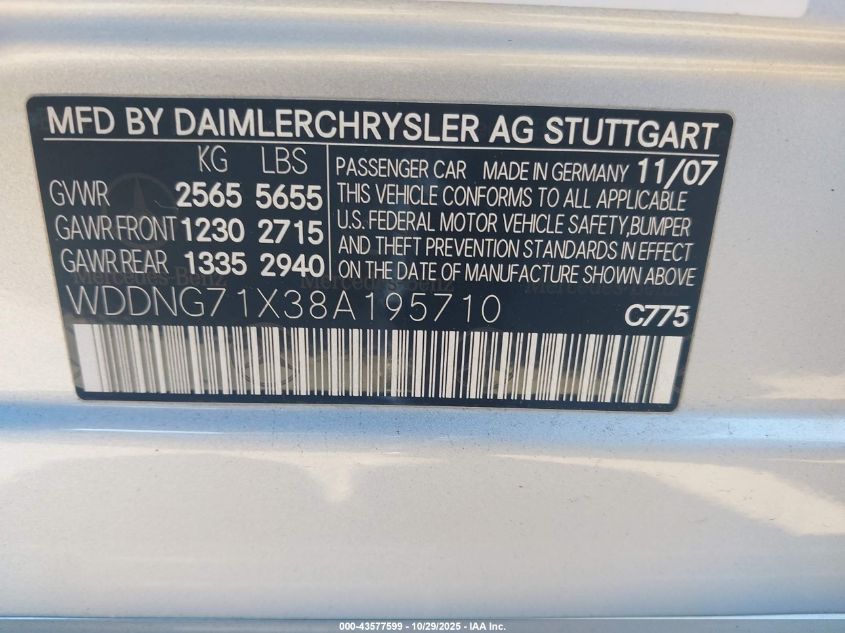 MFD BY DAIMLERCHRYSLER AG STUTTGART
KG LBS
GVWR 2565 5655
GAWR FRONT 1230 2715
GAWR REAR 1335 2940
PASSENGER CAR MADE IN GERMANY 11/07
THIS VEHICLE CONFORMS TO ALL APPLICABLE
U.S. FEDERAL MOTOR VEHICLE SAFETY,BUMPER
AND THEFT PREVENTION STANDARDS IN EFFECT
ON THE DATE OF MANUFACTURE SHOWN ABOVE
Mercedes-Benz
WDDNG71X38A195710
C775
000-43577599 - 10/29/2025 - IAA Inc.